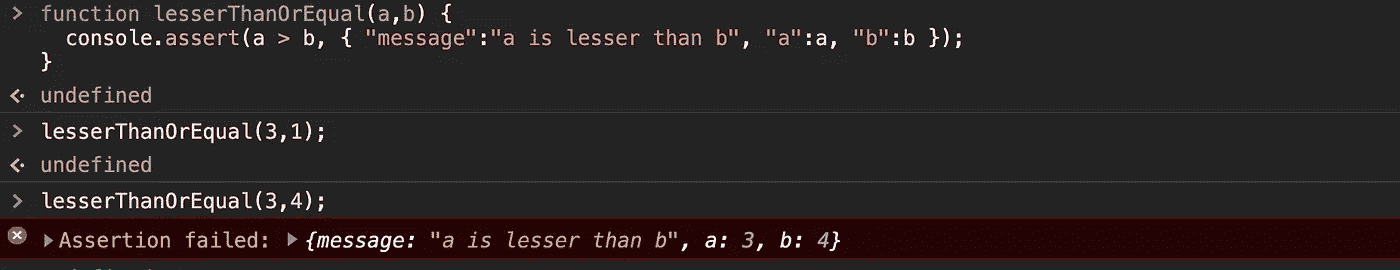 > function lesserThanOrEqual(a,b) {
console.assert(a > b, { "message":"a is lesser than b", "a":a, "b":b });
}
< undefined
> lesserThanOrEqual(3,1);
< undefined
> lesserThanOrEqual(3,4);
Assertion failed: {message: "a is lesser than b", a: 3, b: 4}